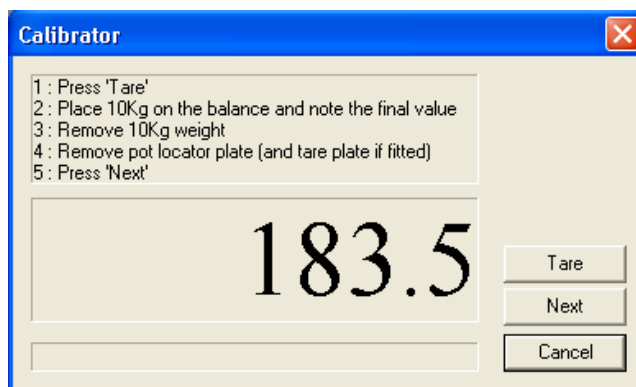 Calibrator
1 : Press 'Tare'
2 : Place 10Kg on the balance and note the final value
3 : Remove 10Kg weight
4 : Remove pot locator plate (and tare plate if fitted)
5 : Press 'Next'
183.5
Tare
Next
Cancel